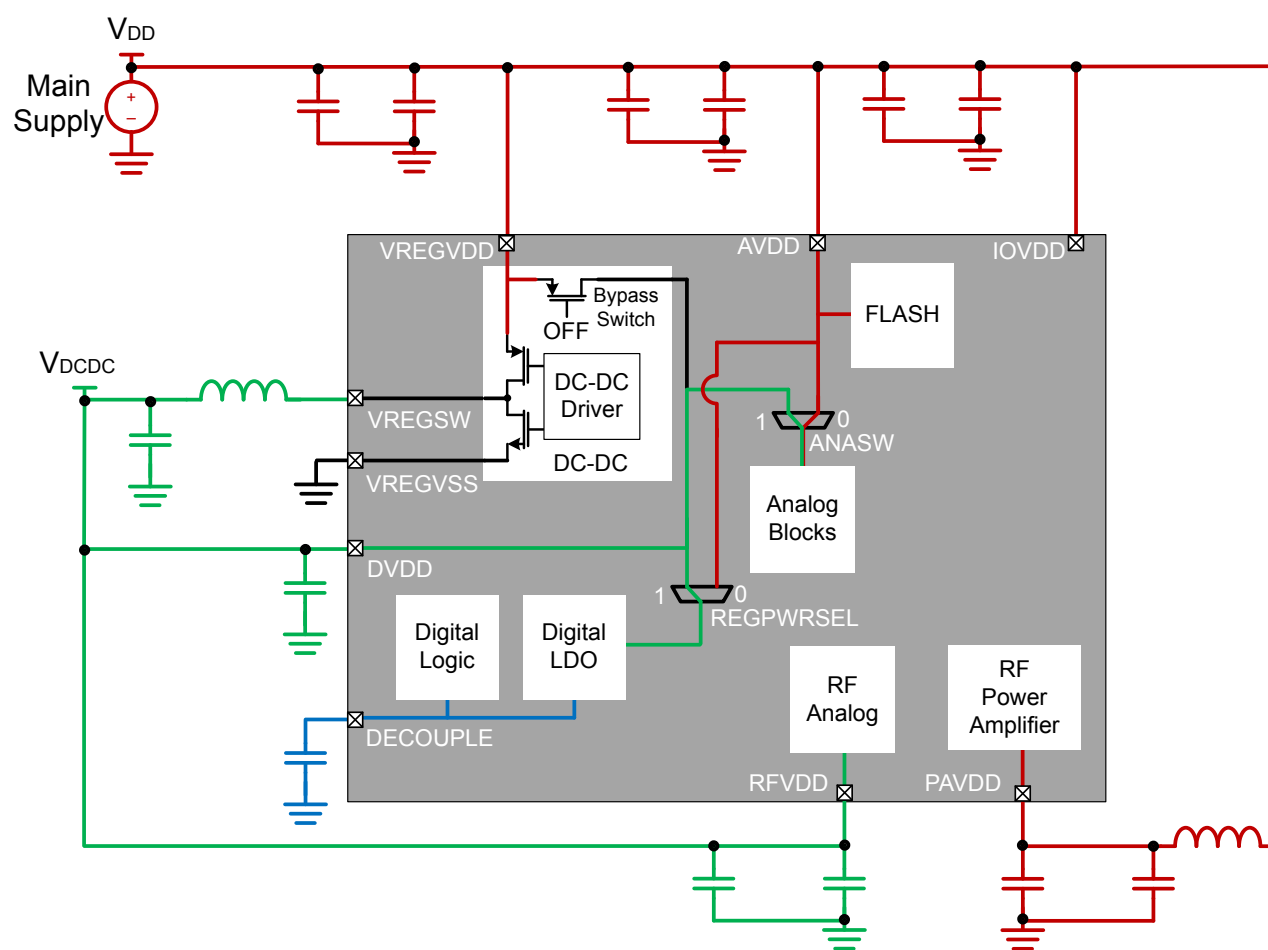 VDD
Main
Supply
+
−
VREGVDD
AVDD
IOVDD
Bypass
Switch
OFF
FLASH
VDCDC
DC-DC
Driver
VREGSW
1
0
ANASW
DC-DC
VREGVSS
Analog
Blocks
DVDD
1
0
REGPWRSEL
Digital
Logic
Digital
LDO
RF
Analog
RF
Power
Amplifier
DECOUPLE
RFVDD
PAVDD